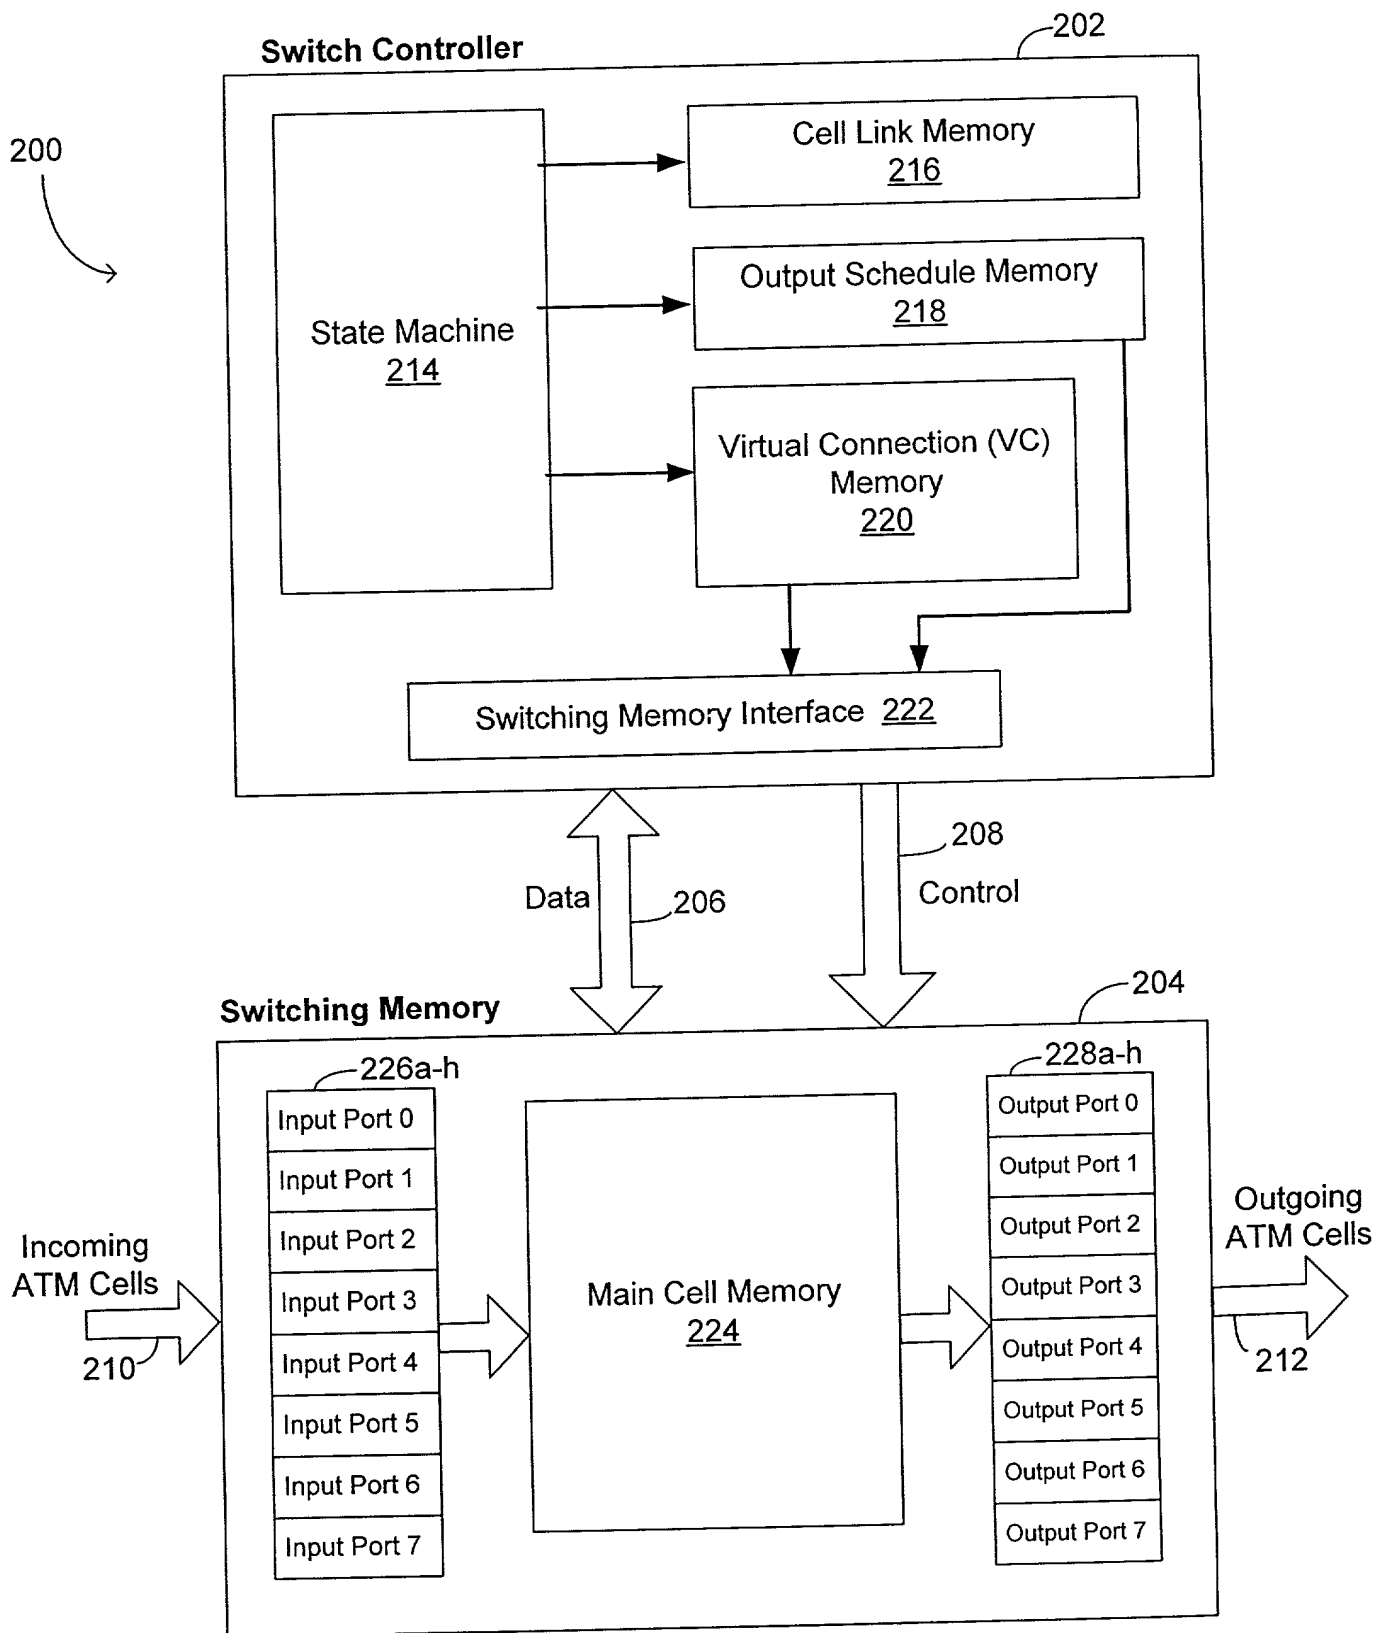 Switch Controller
202
200
State Machine
214
Cell Link Memory
216
Output Schedule Memory
218
Virtual Connection (VC)
Memory
220
Switching Memory Interface 222
Data
206
208
Control
Switching Memory
204
226a-h
Input Port 0
Input Port 1
Input Port 2
Input Port 3
Input Port 4
Input Port 5
Input Port 6
Input Port 7
Incoming
ATM Cells
210
Main Cell Memory
224
228a-h
Output Port 0
Output Port 1
Output Port 2
Output Port 3
Output Port 4
Output Port 5
Output Port 6
Output Port 7
Outgoing
ATM Cells
212